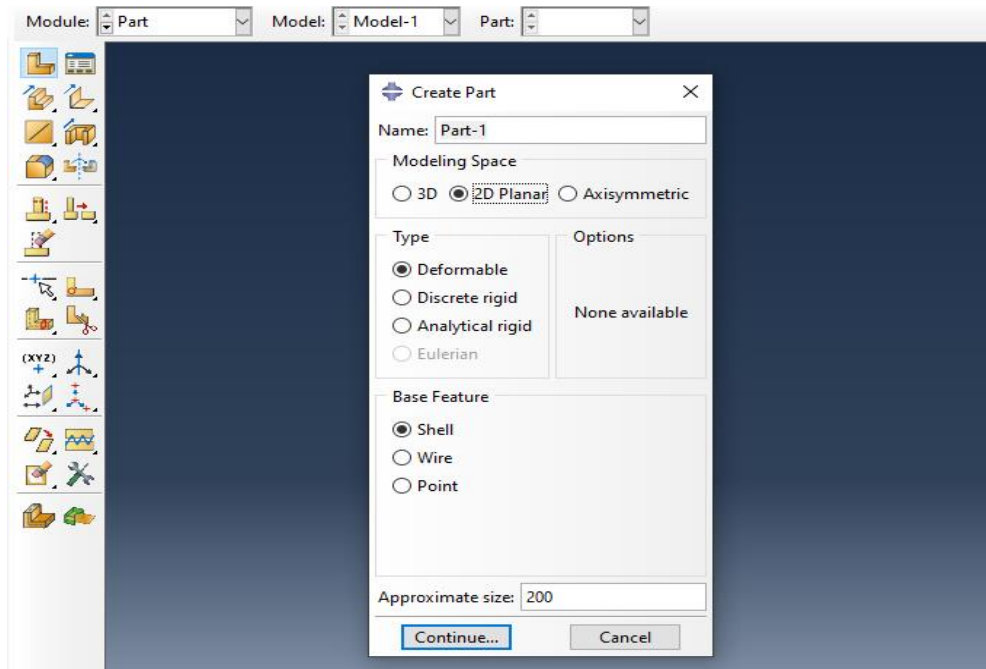 Module: Part Model: Model-1 Part:
Create Part
Name: Part-1
Modeling Space
3D 2D Planar Axisymmetric
Type Options
Deformable
Discrete rigid
None available
Analytical rigid
Eulerian
Base Feature
Shell
Wire
Point
(XYZ)
Approximate size: 200
Continue... Cancel